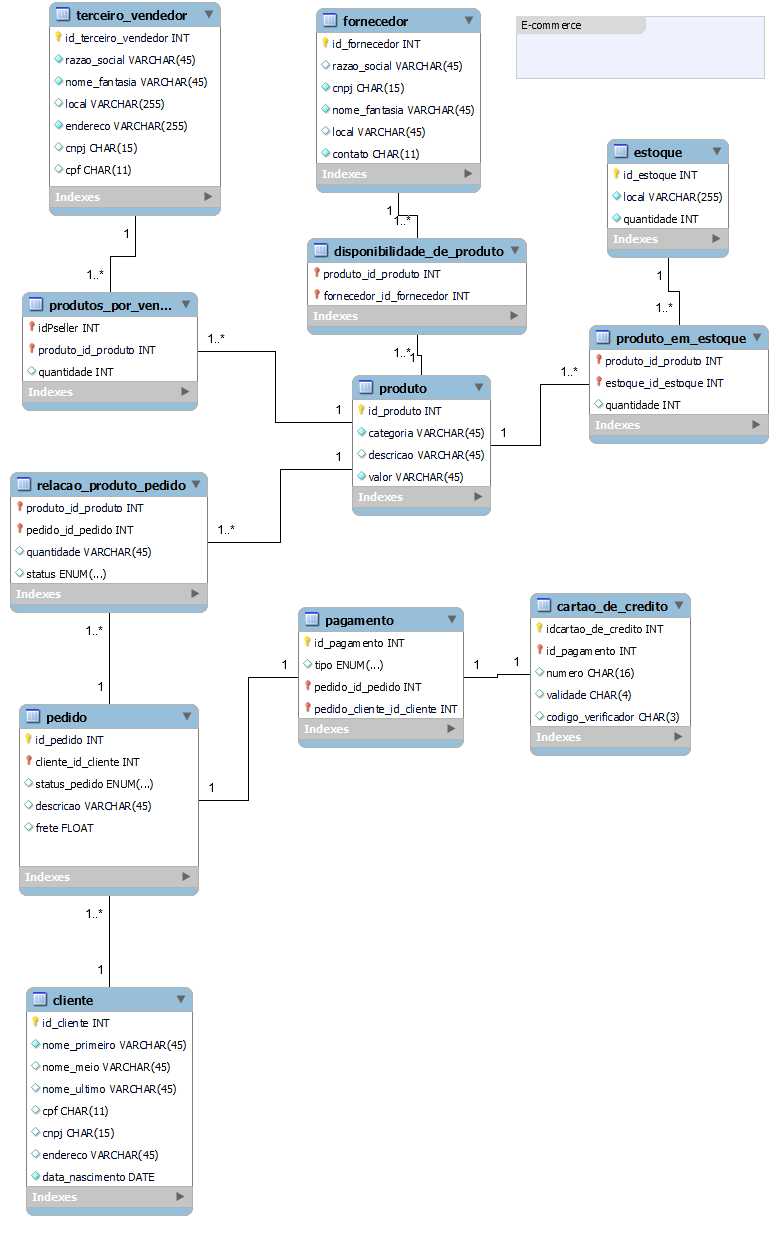 terceiro_vendedor
id_terceiro_vendedor INT
razao_social VARCHAR(45)
nome_fantasia VARCHAR(45)
local VARCHAR(255)
endereco VARCHAR(255)
cnpj CHAR(15)
cpf CHAR(11)
Indexes
fornecedor
id_fornecedor INT
razao_social VARCHAR(45)
cnpj CHAR(15)
nome_fantasia VARCHAR(45)
local VARCHAR(45)
contato CHAR(11)
Indexes
E-commerce
estoque
id_estoque INT
local VARCHAR(255)
quantidade INT
Indexes
1
1..*
1
1..*
1
1..*
disponibilidade_de_produto
produto_id_produto INT
fornecedor_id_fornecedor INT
Indexes
produtos_por_ven...
idPseller INT
produto_id_produto INT
quantidade INT
Indexes
produto_em_estoque
produto_id_produto INT
estoque_id_estoque INT
quantidade INT
Indexes
1..*
1
1..*
1
1..*
1
produto
id_produto INT
categoria VARCHAR(45)
descricao VARCHAR(45)
valor VARCHAR(45)
Indexes
1
1..*
relacao_produto_pedido
produto_id_produto INT
pedido_id_pedido INT
quantidade VARCHAR(45)
status ENUM(...)
Indexes
1..*
1
pagamento
id_pagamento INT
tipo ENUM(...)
pedido_id_pedido INT
pedido_cliente_id_cliente INT
Indexes
cartao_de_credito
idcartao_de_credito INT
id_pagamento INT
numero CHAR(16)
validade CHAR(4)
codigo_verificador CHAR(3)
Indexes
1
1
1
1
pedido
id_pedido INT
cliente_id_cliente INT
status_pedido ENUM(...)
descricao VARCHAR(45)
frete FLOAT
Indexes
1..*
1
cliente
id_cliente INT
nome_primeiro VARCHAR(45)
nome_meio VARCHAR(45)
nome_ultimo VARCHAR(45)
cpf CHAR(11)
cnpj CHAR(15)
endereco VARCHAR(45)
data_nascimento DATE
Indexes